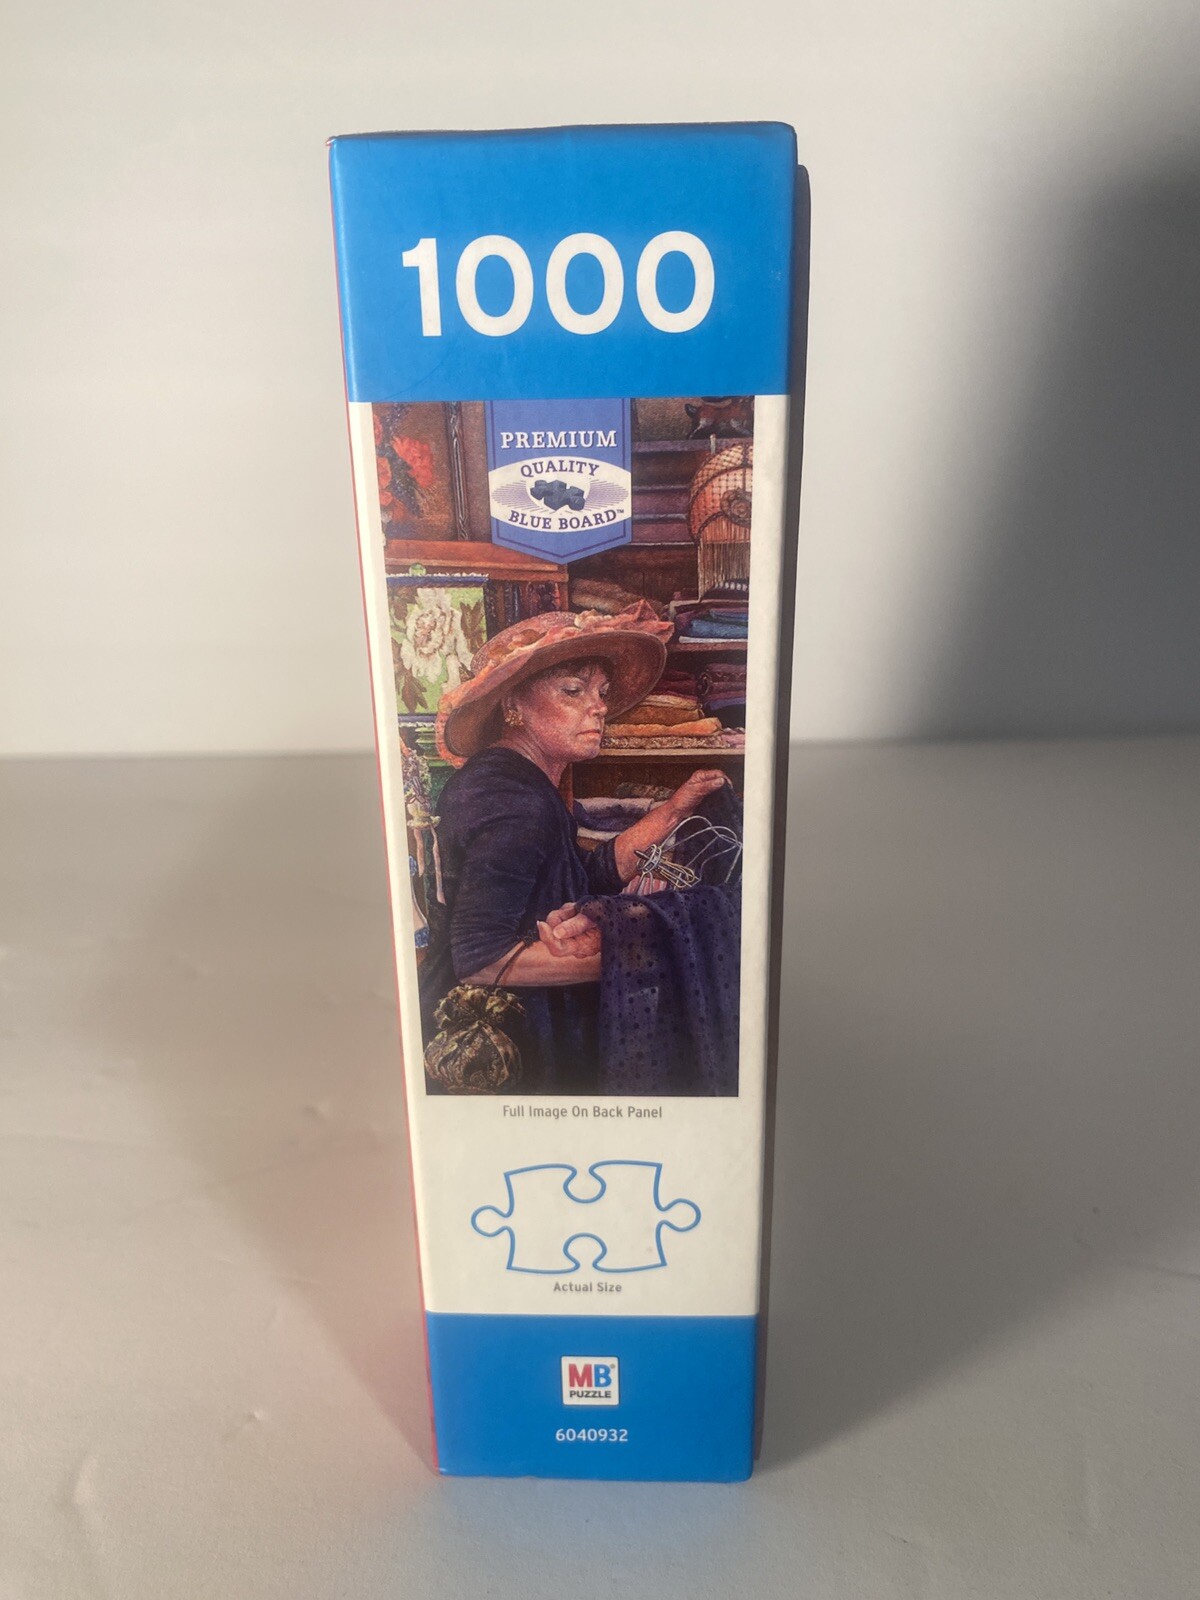 1000
PREMIUM
QUALITY
BLUE BOARD™
Full Image On Back Panel
Actual Size
MB®
PUZZLE
6040932